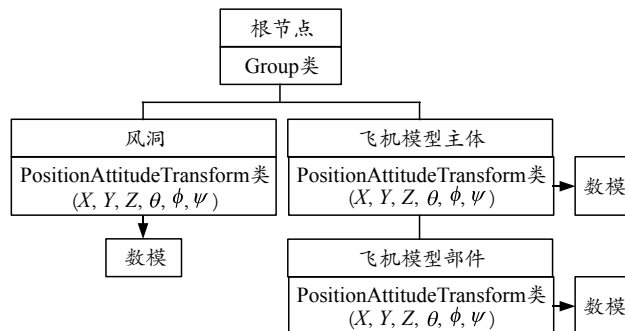 根节点
Group类
风洞
PositionAttitudeTransform类
(X, Y, Z, θ, ϕ, ψ)
数模
飞机模型主体
PositionAttitudeTransform类
(X, Y, Z, θ, ϕ, ψ)
数模
飞机模型部件
PositionAttitudeTransform类
(X, Y, Z, θ, ϕ, ψ)
数模